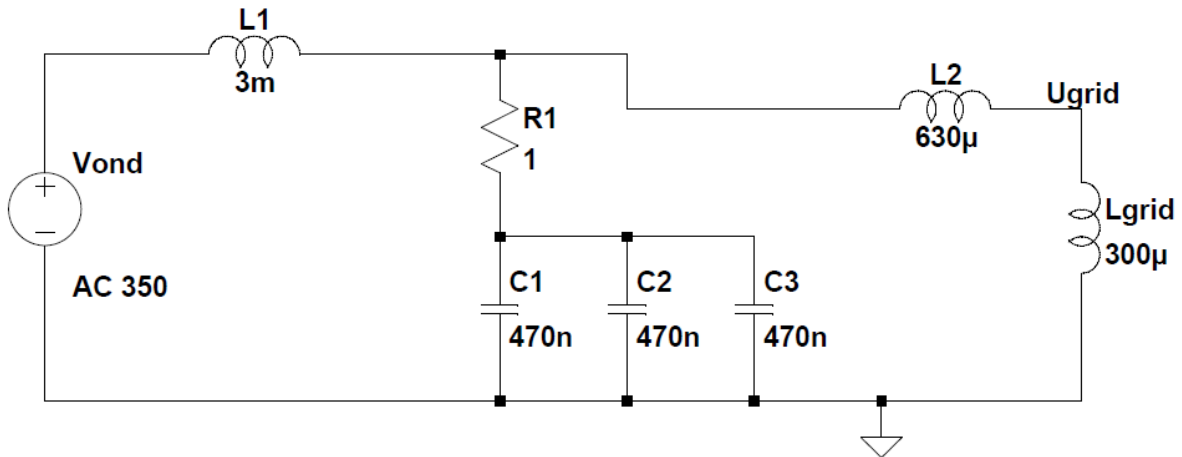 L1
3m
R1
1
L2
630µ
Ugrid
Vond
+
−
AC 350
Lgrid
300µ
C1
470n
C2
470n
C3
470n